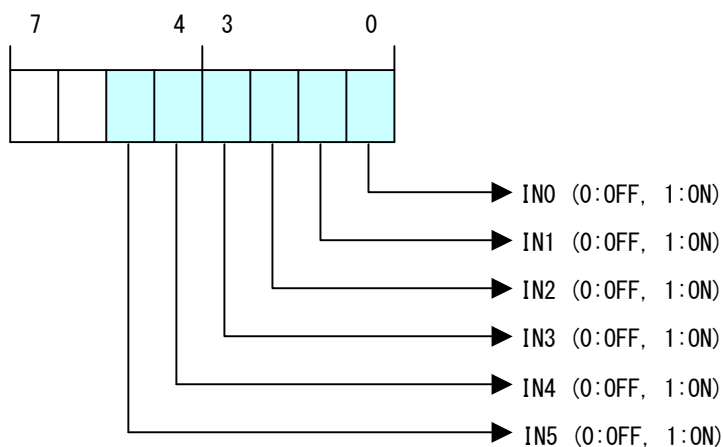 7 4 3 0
IN0 (0:OFF, 1:ON)
IN1 (0:OFF, 1:ON)
IN2 (0:OFF, 1:ON)
IN3 (0:OFF, 1:ON)
IN4 (0:OFF, 1:ON)
IN5 (0:OFF, 1:ON)